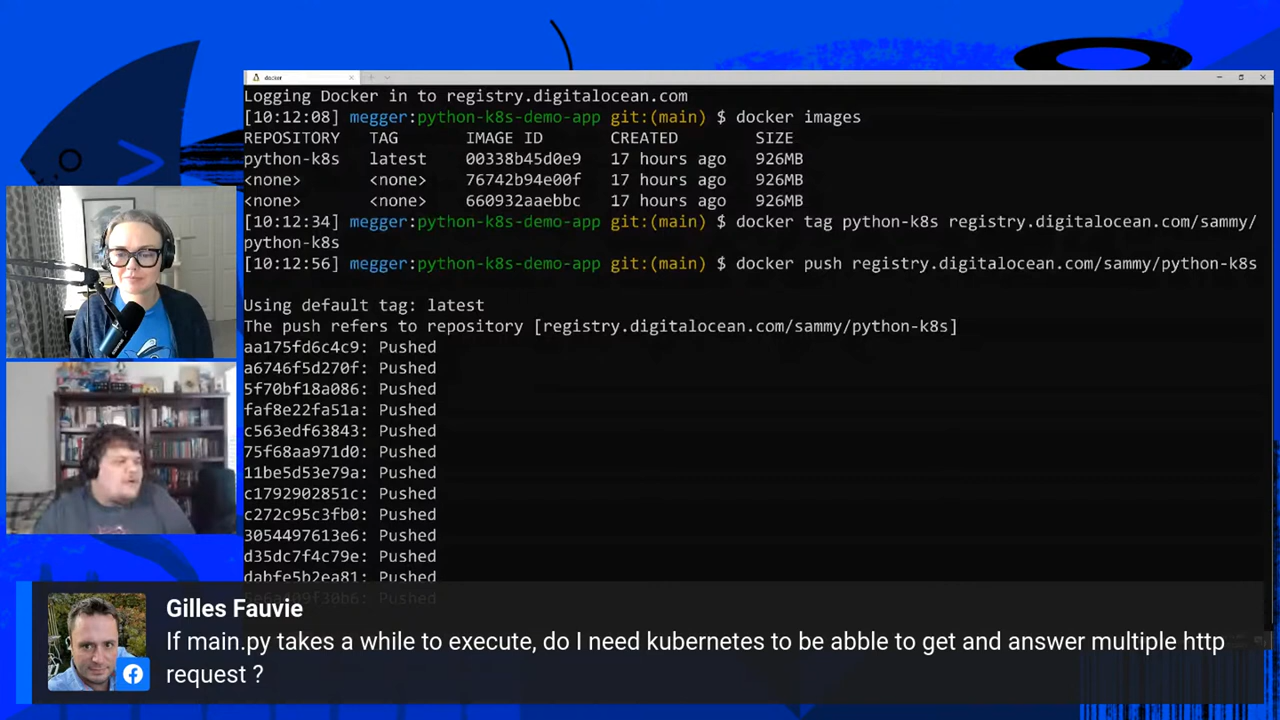 docker
Logging Docker in to registry.digitalocean.com
[10:12:08] megger:python-k8s-demo-app git:(main) $ docker images
REPOSITORY TAG IMAGE ID CREATED SIZE
python-k8s latest 00338b45d0e9 17 hours ago 926MB
<none> <none> 76742b94e00f 17 hours ago 926MB
<none> <none> 660932aaebbc 17 hours ago 926MB
[10:12:34] megger:python-k8s-demo-app git:(main) $ docker tag python-k8s registry.digitalocean.com/sammy/
python-k8s
[10:12:56] megger:python-k8s-demo-app git:(main) $ docker push registry.digitalocean.com/sammy/python-k8s
Using default tag: latest
The push refers to repository [registry.digitalocean.com/sammy/python-k8s]
aa175fd6c4c9: Pushed
a6746f5d270f: Pushed
5f70bf18a086: Pushed
faf8e22fa51a: Pushed
c563edf63843: Pushed
75f68aa971d0: Pushed
11be5d53e79a: Pushed
c1792902851c: Pushed
c272c95c3fb0: Pushed
3054497613e6: Pushed
d35dc7f4c79e: Pushed
dabfe5b2ea81: Pushed
Pushed
Gilles Fauvie
If main.py takes a while to execute, do I need kubernetes to be abble to get and answer multiple http
request ?